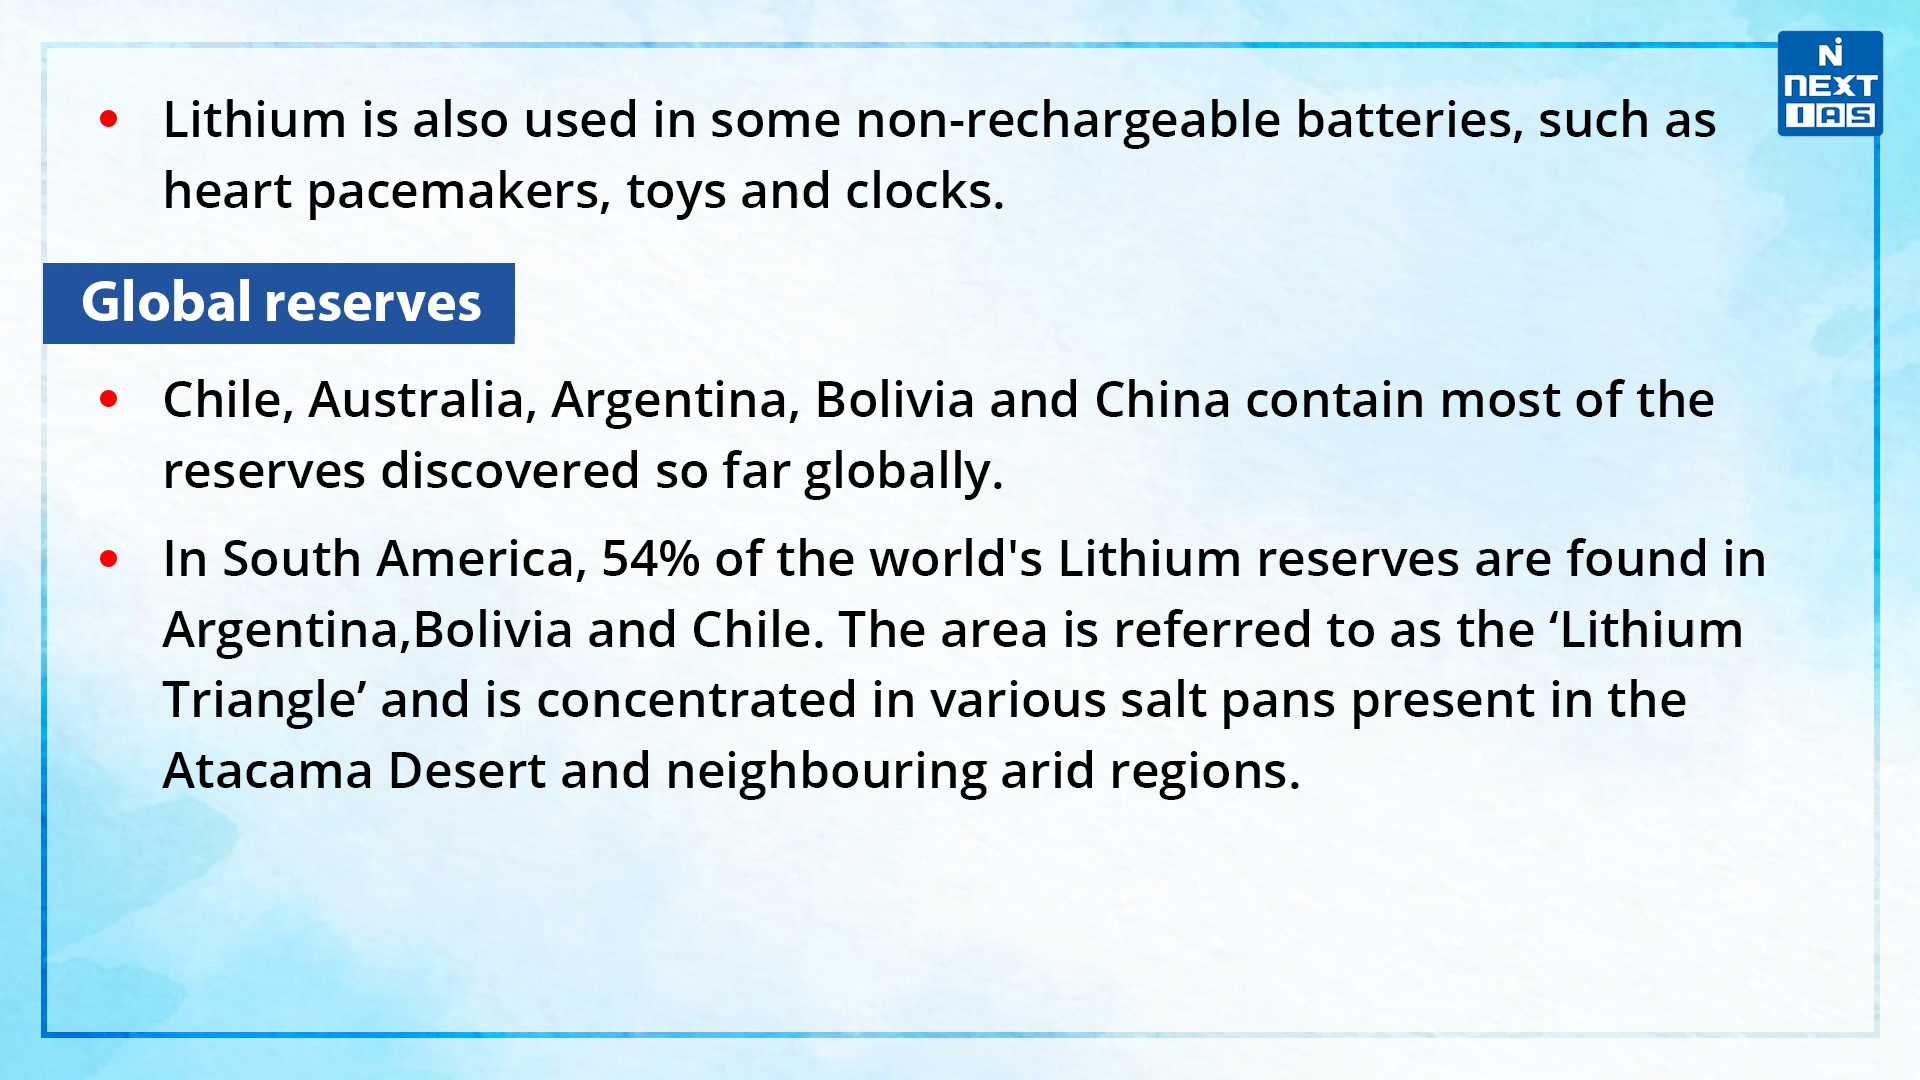 Ni
NEXT
IAS
• Lithium is also used in some non-rechargeable batteries, such as
heart pacemakers, toys and clocks.
Global reserves
• Chile, Australia, Argentina, Bolivia and China contain most of the
reserves discovered so far globally.
• In South America, 54% of the world's Lithium reserves are found in
Argentina,Bolivia and Chile. The area is referred to as the ‘Lithium
Triangle’ and is concentrated in various salt pans present in the
Atacama Desert and neighbouring arid regions.